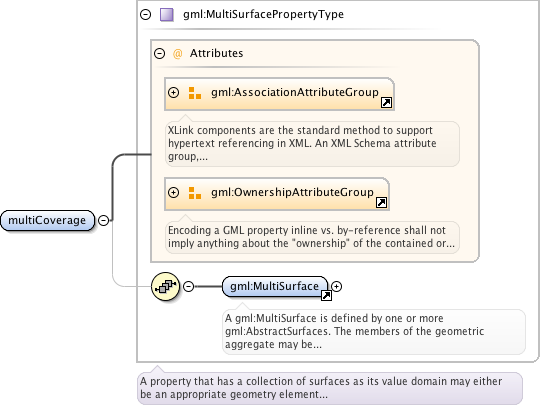 gml:MultiSurfacePropertyType
@ Attributes
gml:AssociationAttributeGroup
XLink components are the standard method to support
hypertext referencing in XML. An XML Schema attribute
group,...
gml:OwnershipAttributeGroup
Encoding a GML property inline vs. by-reference shall not
imply anything about the "ownership" of the contained or...
multiCoverage
gml:MultiSurface
A gml:MultiSurface is defined by one or more
gml:AbstractSurfaces. The members of the geometric
aggregate may be...
A property that has a collection of surfaces as its value domain may either
be an appropriate geometry element...